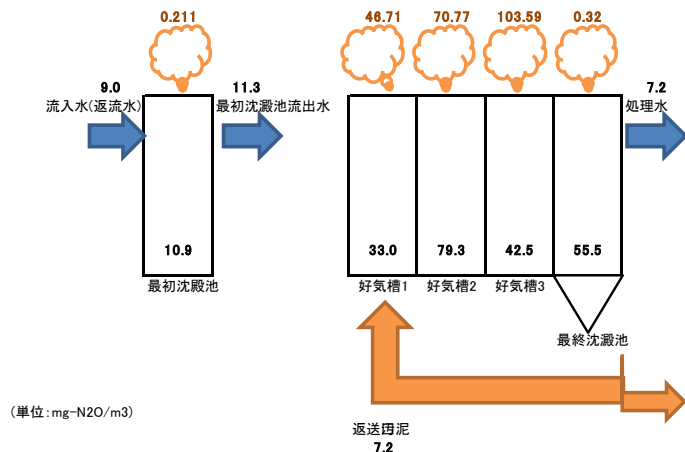 0.211
46.71 70.77 103.59 0.32
9.0 11.3 7.2
流入水(返流水) 最初沈澱池流出水 処理水
10.9 33.0 79.3 42.5 55.5
最初沈殿池 好気槽1 好気槽2 好気槽3
最終沈澱池
(単位:mg-N2O/m3)
返送汚泥
7.2